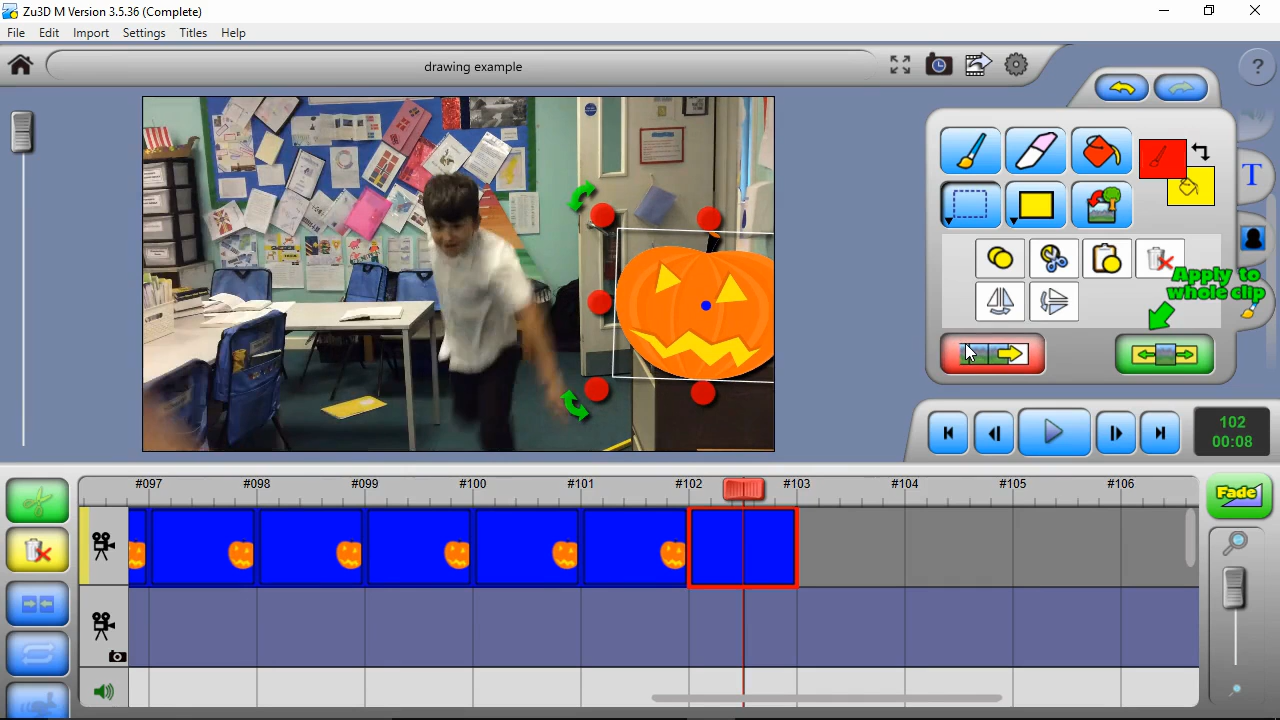 Zu3D M Version 3.5.36 (Complete)
File Edit Import Settings Titles Help
drawing example
?
T
Apply to
whole clip
102
00:08
#097 #098 #099 #100 #101 #102 #103 #104 #105 #106
Fade